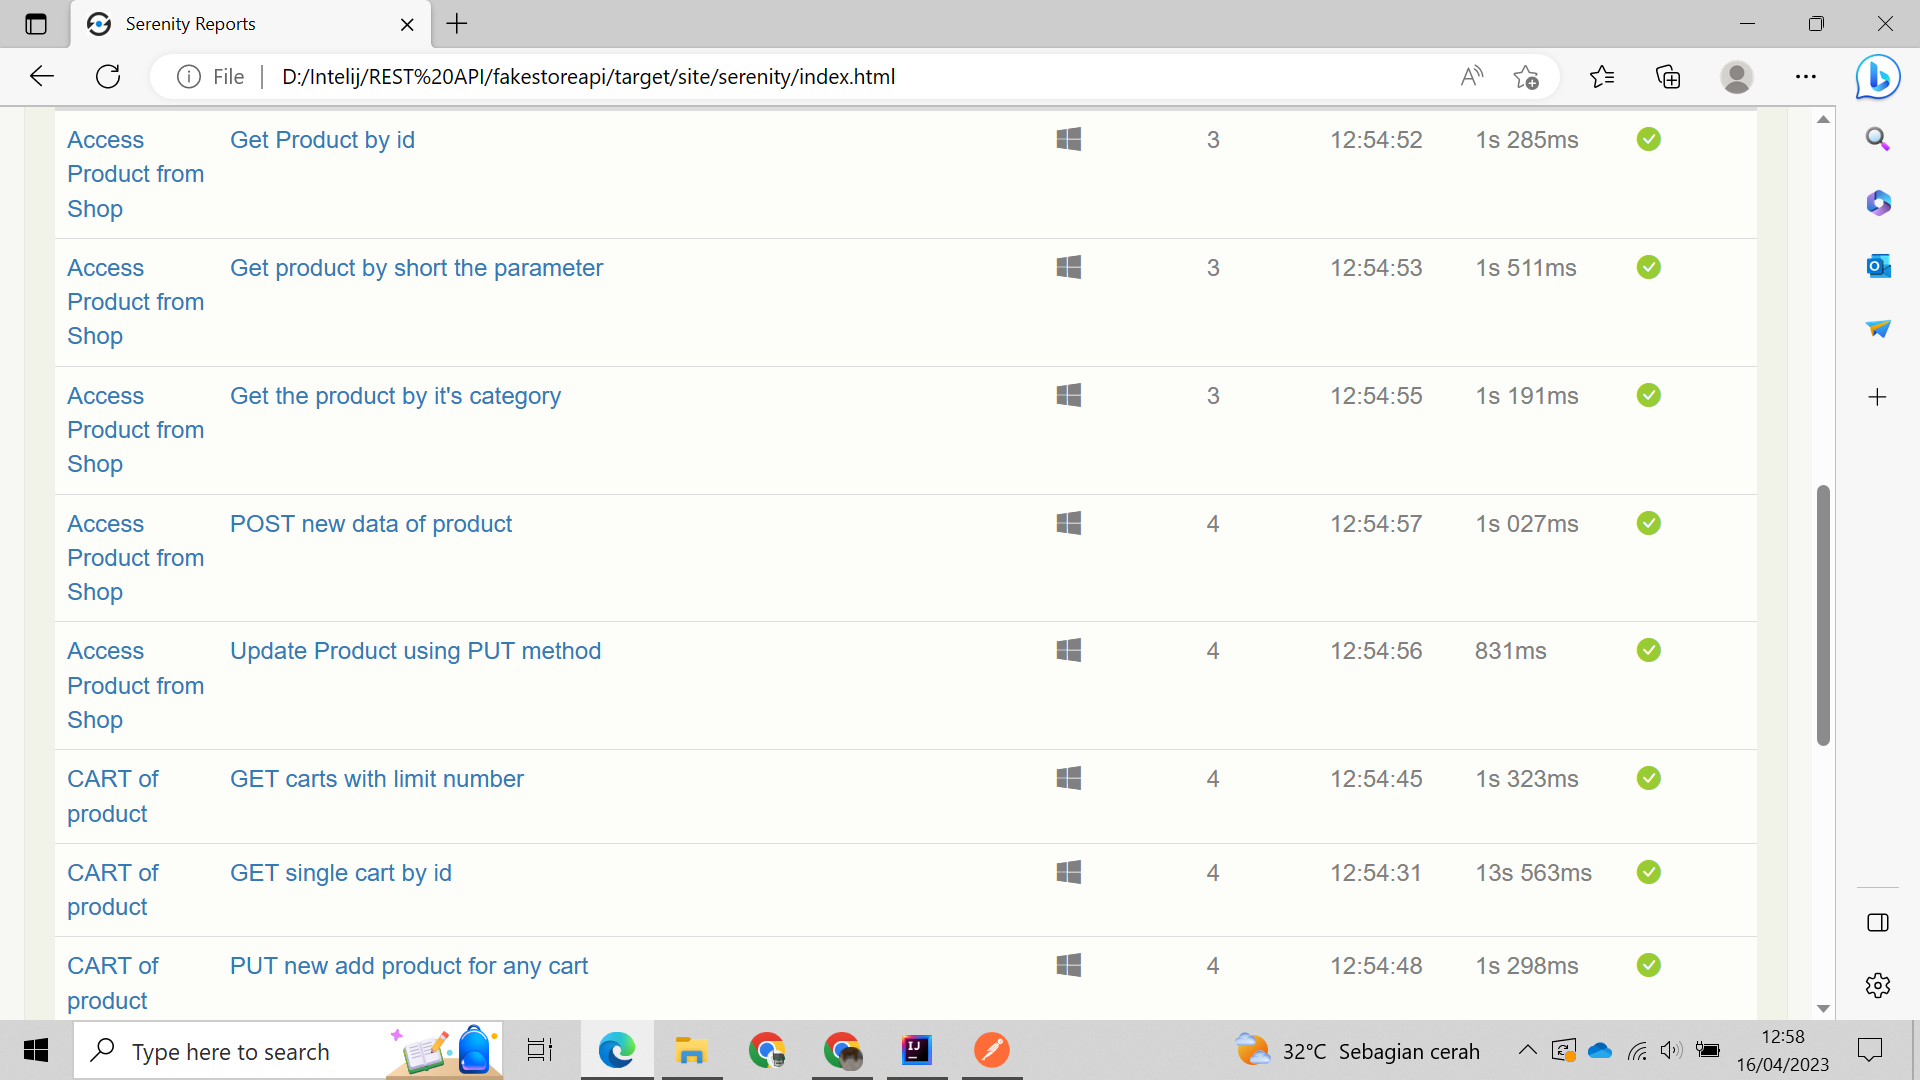 Serenity Reports
File
D:/Intelij/REST%20API/fakestoreapi/target/site/serenity/index.html
Access Get Product by id 3 12:54:52 1s 285ms
Product from
Shop
Access Get product by short the parameter 3 12:54:53 1s 511ms
Product from
Shop
Access Get the product by it's category 3 12:54:55 1s 191ms
Product from
Shop
Access POST new data of product 4 12:54:57 1s 027ms
Product from
Shop
Access Update Product using PUT method 4 12:54:56 831ms
Product from
Shop
CART of GET carts with limit number 4 12:54:45 1s 323ms
product
CART of GET single cart by id 4 12:54:31 13s 563ms
product
CART of PUT new add product for any cart 4 12:54:48 1s 298ms
product
Type here to search
32°C Sebagian cerah
12:58
16/04/2023